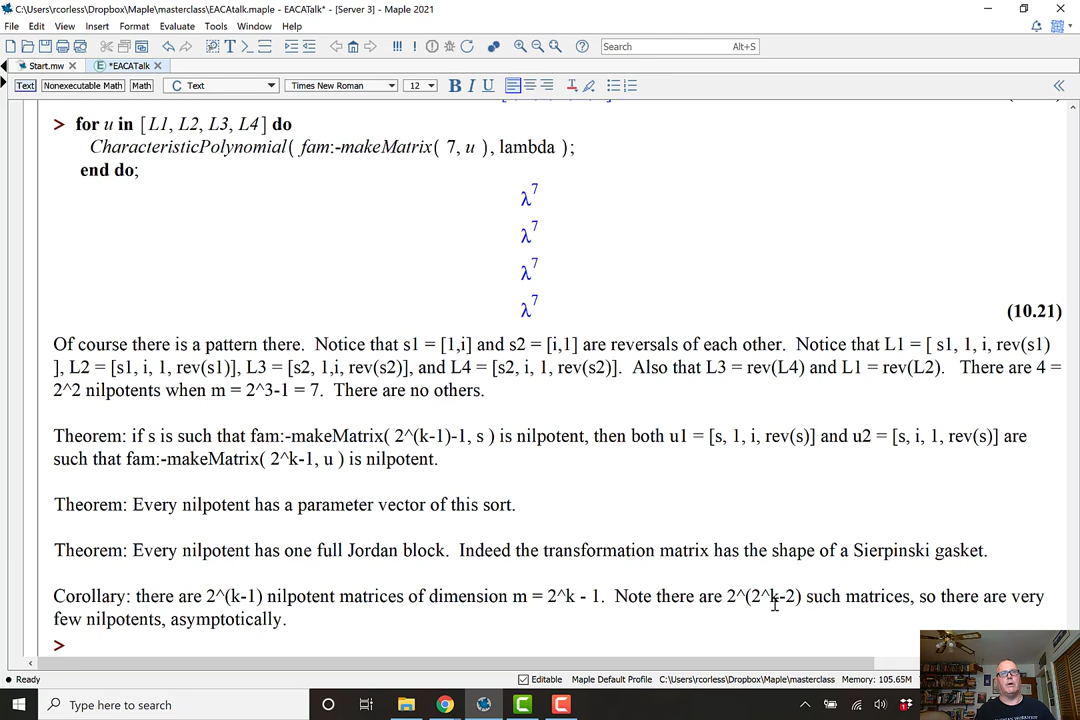 C:\Users\rcorless\Dropbox\Maple\masterclass\EACAtalk.maple - EACATalk* - [Server 3] - Maple 2021
File Edit View Insert Format Evaluate Tools Window Help
Search Alt+S
Start.mw *EACATalk
Text Nonexecutable Math Math C Text Times New Roman 12 B I U
> for u in [L1, L2, L3, L4] do
CharacteristicPolynomial( fam:-makeMatrix( 7, u ), lambda );
end do;
λ^7
λ^7
λ^7
λ^7
(10.21)
Of course there is a pattern there. Notice that s1 = [1,i] and s2 = [i,1] are reversals of each other. Notice that L1 = [ s1, 1, i, rev(s1)
], L2 = [s1, i, 1, rev(s1)], L3 = [s2, 1,i, rev(s2)], and L4 = [s2, i, 1, rev(s2)]. Also that L3 = rev(L4) and L1 = rev(L2). There are 4 =
2^2 nilpotents when m = 2^3-1 = 7. There are no others.
Theorem: if s is such that fam:-makeMatrix( 2^(k-1)-1, s ) is nilpotent, then both u1 = [s, 1, i, rev(s)] and u2 = [s, i, 1, rev(s)] are
such that fam:-makeMatrix( 2^k-1, u ) is nilpotent.
Theorem: Every nilpotent has a parameter vector of this sort.
Theorem: Every nilpotent has one full Jordan block. Indeed the transformation matrix has the shape of a Sierpinski gasket.
Corollary: there are 2^(k-1) nilpotent matrices of dimension m = 2^k - 1. Note there are 2^(2^k-2) such matrices, so there are very
few nilpotents, asymptotically.
>
Ready Editable Maple Default Profile C:\Users\rcorless\Dropbox\Maple\masterclass Memory: 105.65M
Type here to search